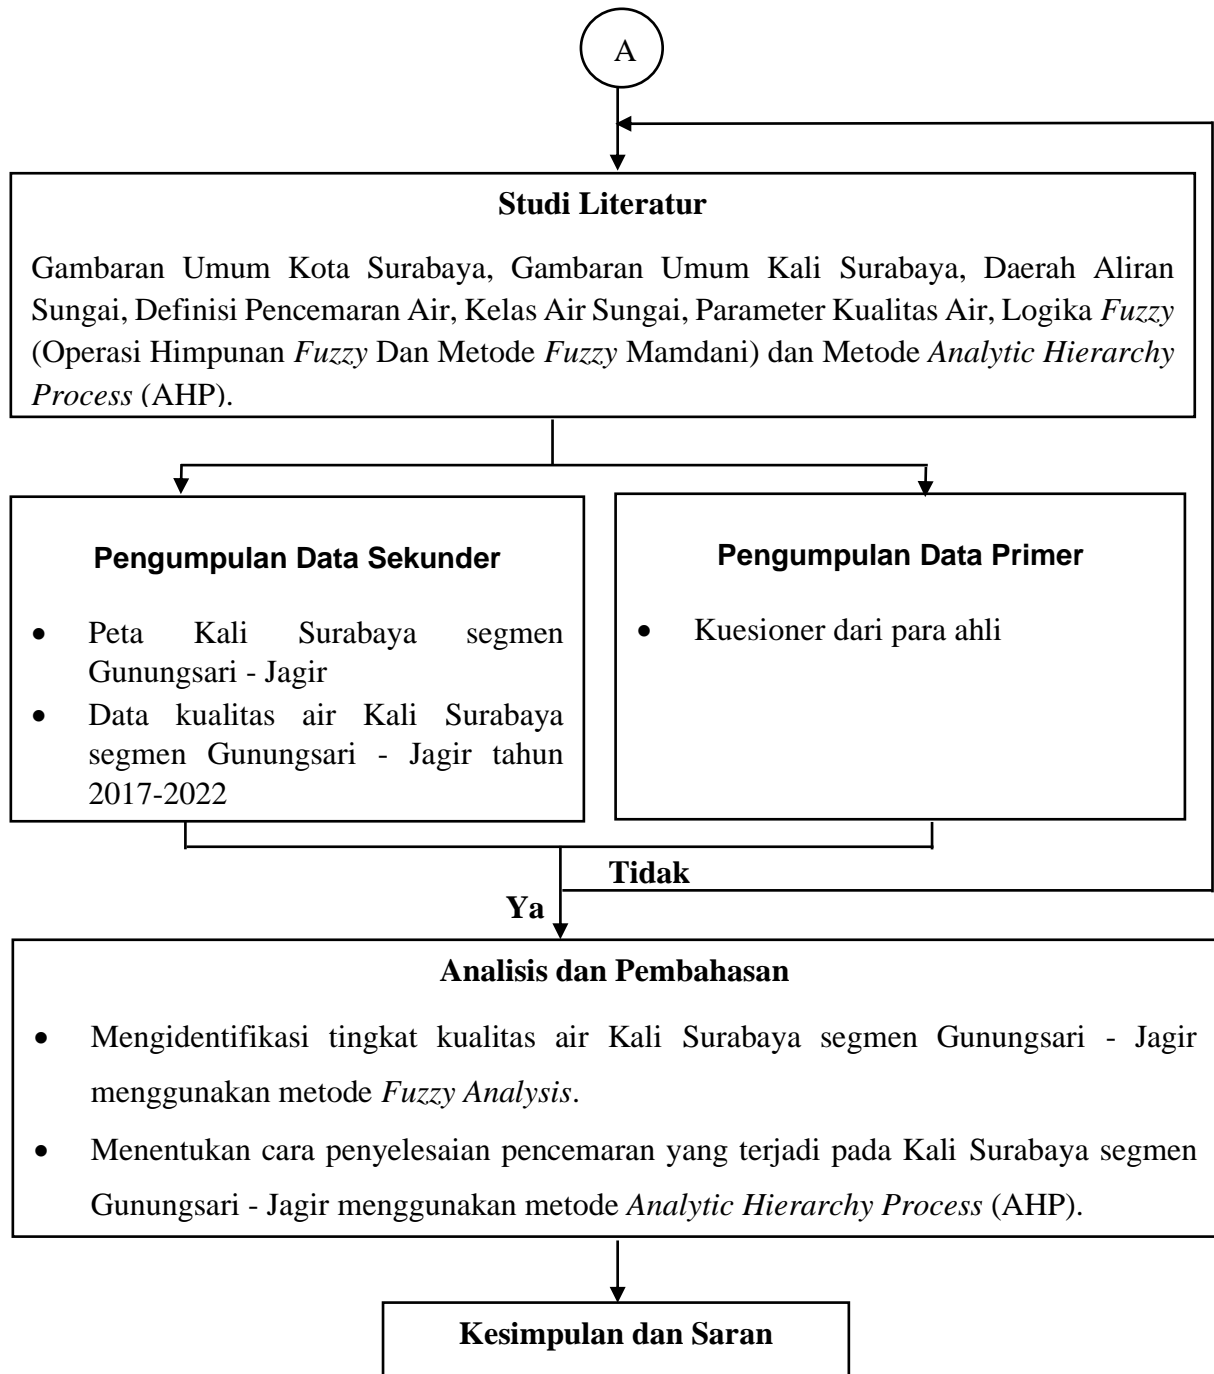 A
Studi Literatur
Gambaran Umum Kota Surabaya, Gambaran Umum Kali Surabaya, Daerah Aliran
Sungai, Definisi Pencemaran Air, Kelas Air Sungai, Parameter Kualitas Air, Logika Fuzzy
(Operasi Himpunan Fuzzy Dan Metode Fuzzy Mamdani) dan Metode Analytic Hierarchy
Process (AHP).
Pengumpulan Data Sekunder
• Peta Kali Surabaya segmen
Gunungsari - Jagir
• Data kualitas air Kali Surabaya
segmen Gunungsari - Jagir tahun
2017-2022
Pengumpulan Data Primer
• Kuesioner dari para ahli
Tidak
Ya
Analisis dan Pembahasan
• Mengidentifikasi tingkat kualitas air Kali Surabaya segmen Gunungsari - Jagir
menggunakan metode Fuzzy Analysis.
• Menentukan cara penyelesaian pencemaran yang terjadi pada Kali Surabaya segmen
Gunungsari - Jagir menggunakan metode Analytic Hierarchy Process (AHP).
Kesimpulan dan Saran